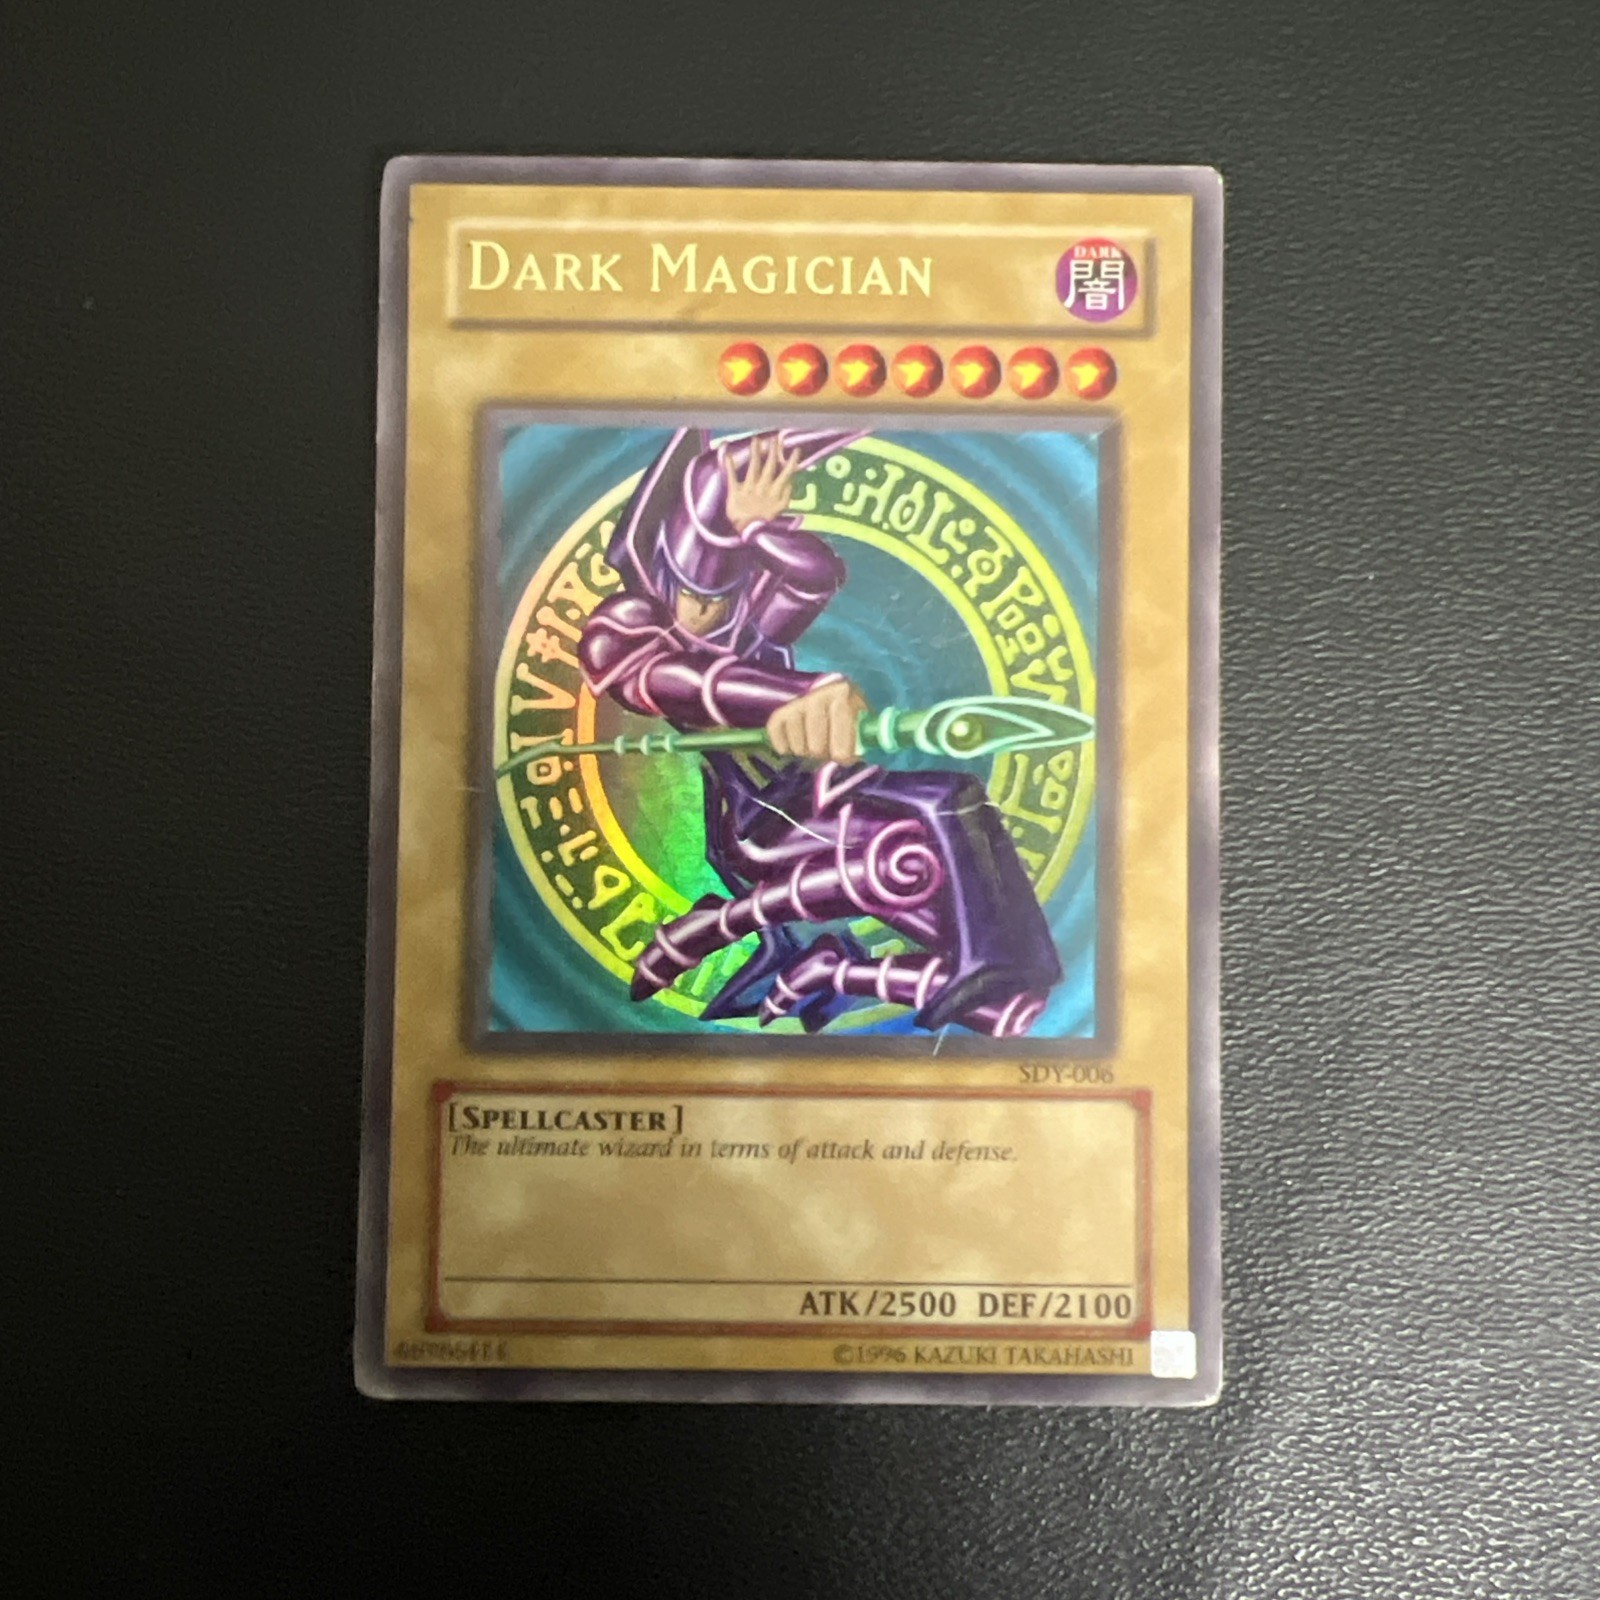 DARK MAGICIAN
DARK
闇
SDY-006
[SPELLCASTER]
The ultimate wizard in terms of attack and defense.
ATK/2500 DEF/2100
©1996 KAZUKI TAKAHASHI